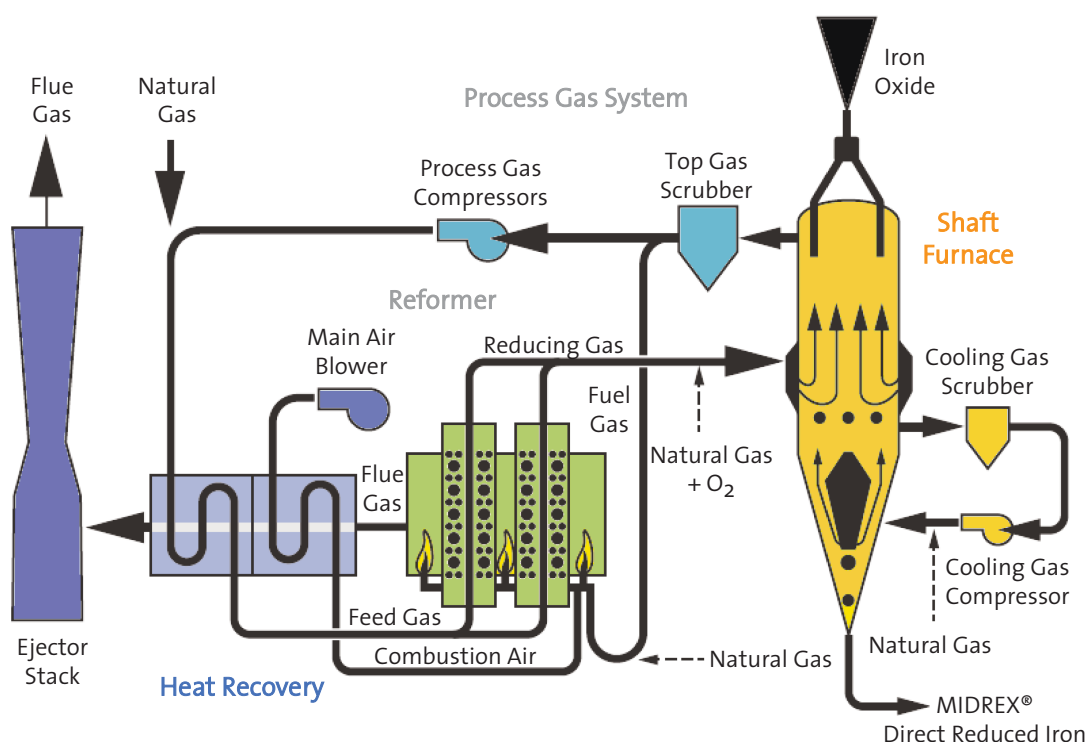 Flue
Gas
Natural
Gas
Process Gas System
Iron
Oxide
Process Gas
Compressors
Top Gas
Scrubber
Shaft
Furnace
Reformer
Main Air
Blower
Reducing Gas
Fuel
Gas
Cooling Gas
Scrubber
Natural Gas
+ O₂
Flue
Gas
Cooling Gas
Compressor
Feed Gas
Combustion Air
Natural Gas
Natural Gas
Ejector
Stack
Heat Recovery
MIDREX®
Direct Reduced Iron